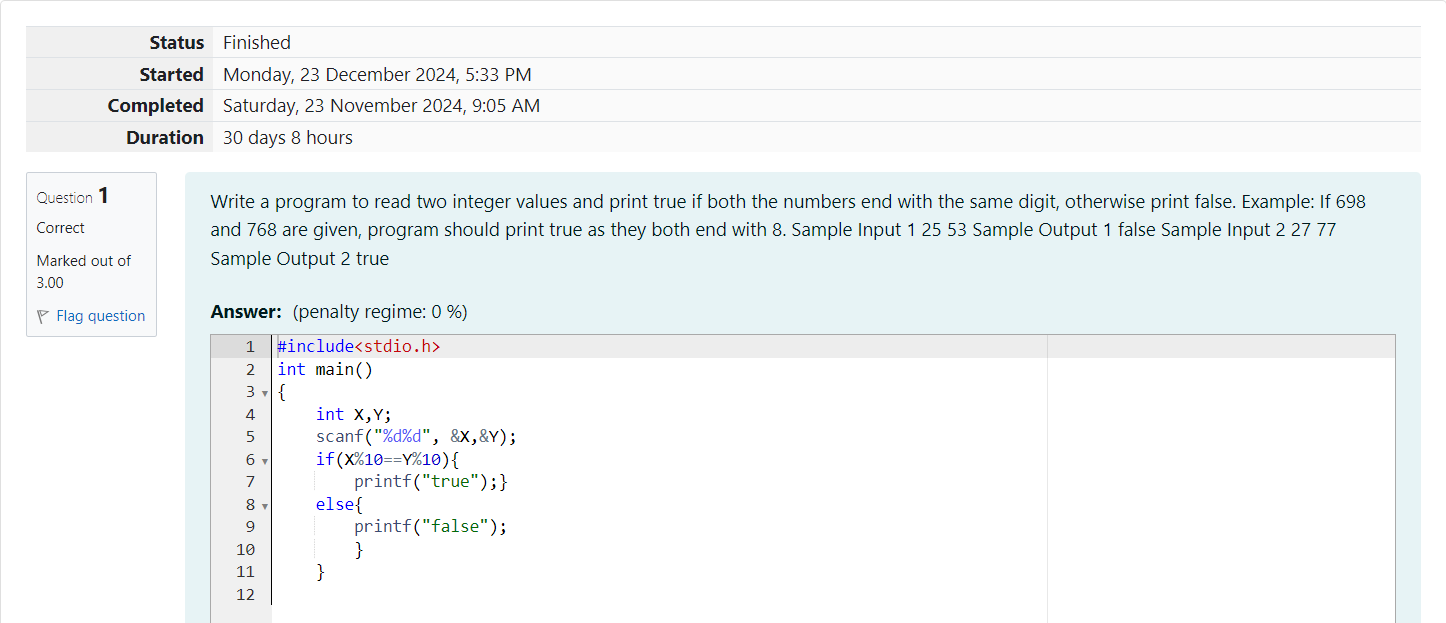 Status Finished
Started Monday, 23 December 2024, 5:33 PM
Completed Saturday, 23 November 2024, 9:05 AM
Duration 30 days 8 hours
Question 1
Correct
Marked out of
3.00
Flag question
Write a program to read two integer values and print true if both the numbers end with the same digit, otherwise print false. Example: If 698
and 768 are given, program should print true as they both end with 8. Sample Input 1 25 53 Sample Output 1 false Sample Input 2 27 77
Sample Output 2 true
Answer: (penalty regime: 0 %)
1 #include<stdio.h>
2 int main()
3 {
4 int X,Y;
5 scanf("%d%d", &X,&Y);
6 if(X%10==Y%10){
7 printf("true");}
8 else{
9 printf("false");
10 }
11 }
12